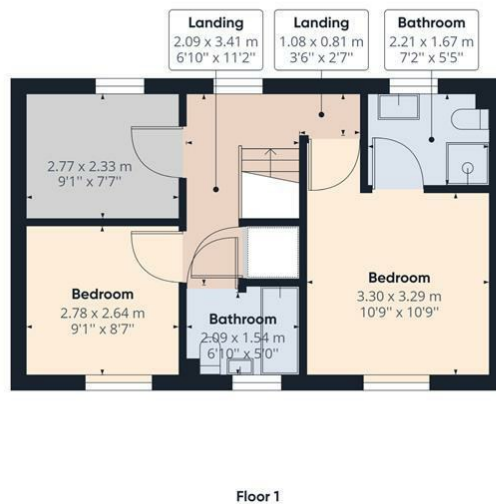 Landing
2.09 x 3.41 m
6'10" x 11'2"
Landing
1.08 x 0.81 m
3'6" x 2'7"
Bathroom
2.21 x 1.67 m
7'2" x 5'5"
2.77 x 2.33 m
9'1" x 7'7"
Bedroom
2.78 x 2.64 m
9'1" x 8'7"
Bathroom
2.09 x 1.54 m
6'10" x 5'0"
Bedroom
3.30 x 3.29 m
10'9" x 10'9"
Floor 1